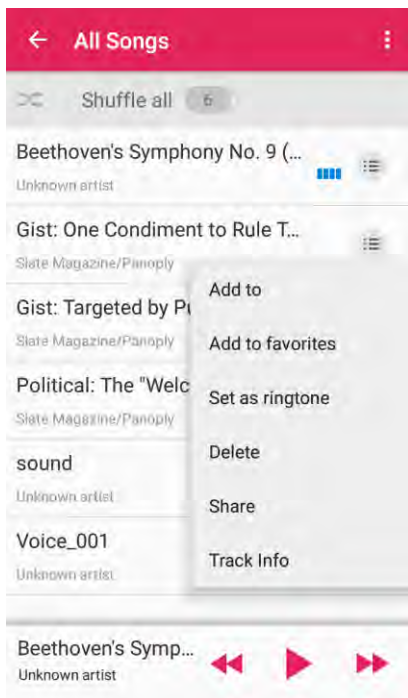 All Songs
Shuffle all 6
Beethoven's Symphony No. 9 (...
Unknown artist
Gist: One Condiment to Rule T...
Slate Magazine/Panoply
Gist: Targeted by Pu
Slate Magazine/Panoply
Political: The "Welc
Slate Magazine/Panoply
sound
Unknown artist
Voice_001
Unknown artist
Add to
Add to favorites
Set as ringtone
Delete
Share
Track Info
Beethoven's Symp...
Unknown artist